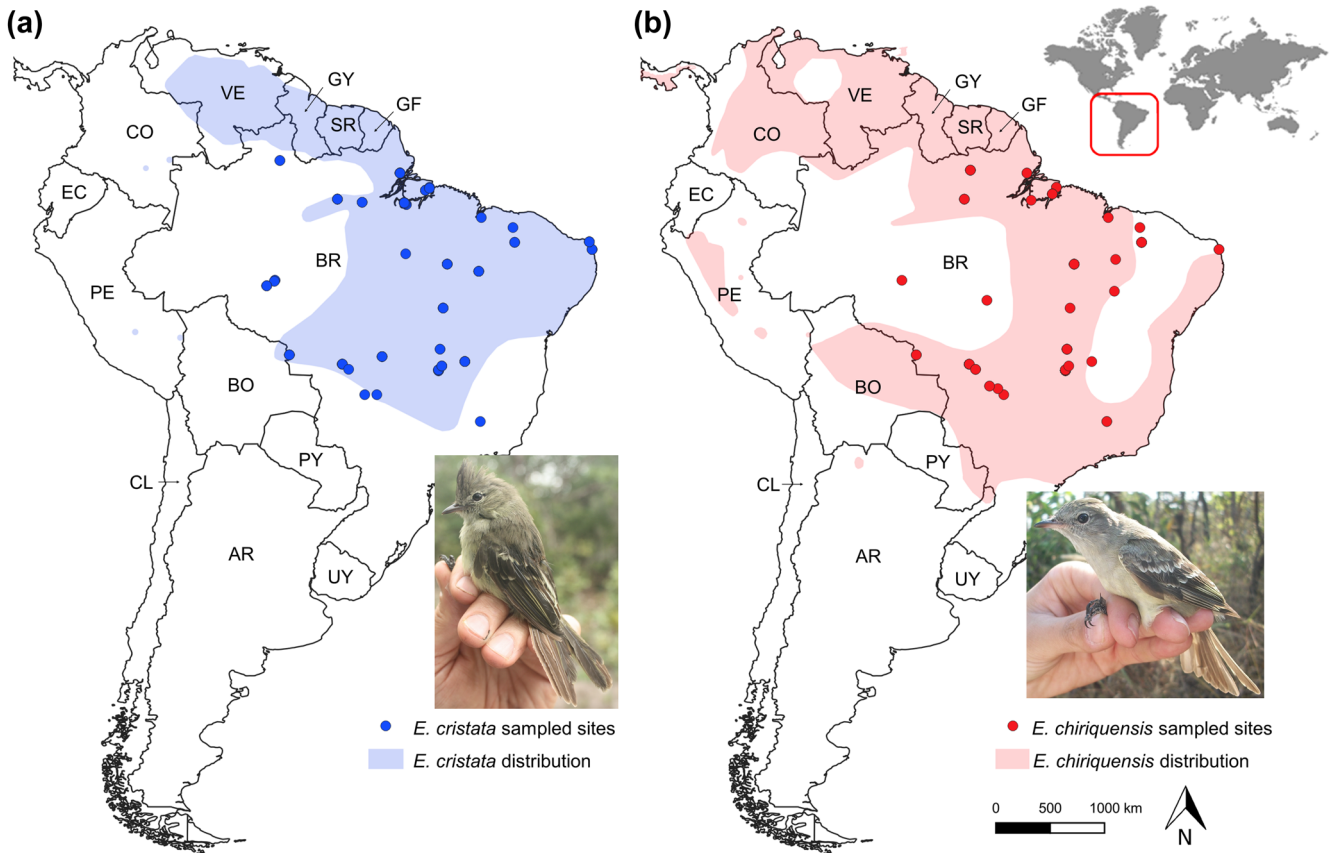 (a)
VE
GY
GF
SR
CO
EC
BR
PE
BO
PY
CL
AR
UY
E. cristata sampled sites
E. cristata distribution
(b)
VE
GY
GF
SR
CO
EC
BR
PE
BO
PY
CL
AR
UY
E. chiriquensis sampled sites
E. chiriquensis distribution
0 500 1000 km
N